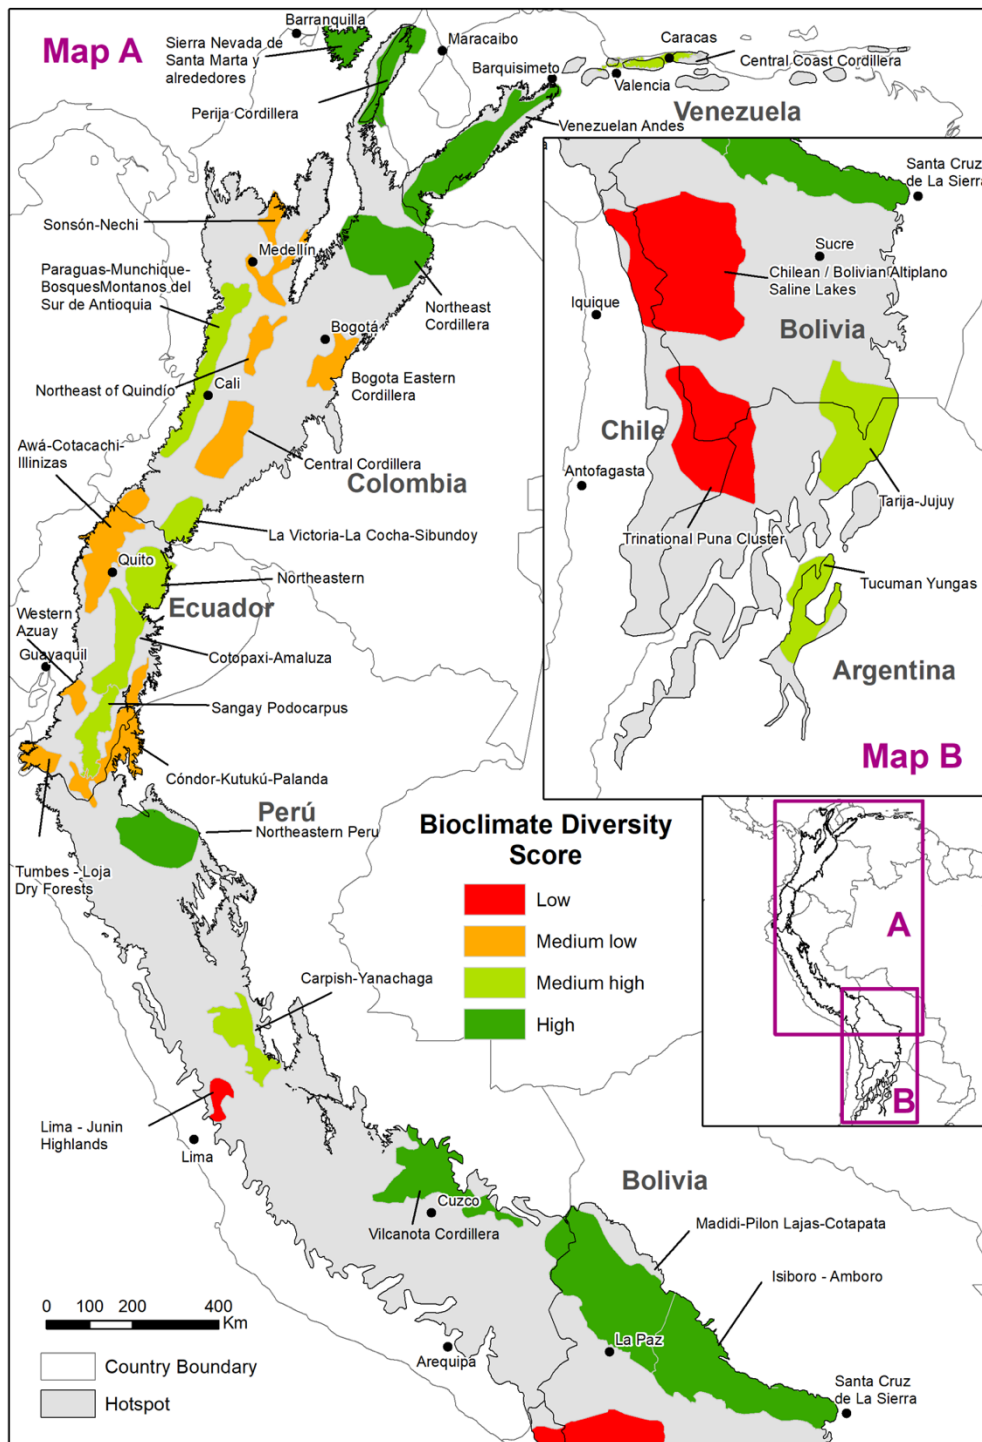 Map A
Barranquilla
Sierra Nevada de
Santa Marta y
alrededores
Maracaibo
Caracas
Central Coast Cordillera
Barquisimeto
Valencia
Perija Cordillera
Venezuela
Venezuelan Andes
Sonsón-Nechi
Medellín
Paraguas-Munchique-
BosquesMontanos del
Sur de Antioquia
Northeast
Cordillera
Bogotá
Northeast of Quindío
Cali
Bogota Eastern
Cordillera
Awá-Cotacachi-
Illinizas
Central Cordillera
Colombia
La Victoria-La Cocha-Sibundoy
Quito
Northeastern
Ecuador
Western
Azuay
Guayaquil
Cotopaxi-Amaluza
Sangay Podocarpus
Cóndor-Kutukú-Palanda
Perú
Northeastern Peru
Tumbes - Loja
Dry Forests
Carpish-Yanachaga
Lima - Junin
Highlands
Lima
Cuzco
Vilcanota Cordillera
Bolivia
Madidi-Pilon Lajas-Cotapata
Isiboro - Amboro
La Paz
Arequipa
Santa Cruz
de La Sierra
Santa Cruz
de La Sierra
Sucre
Chilean / Bolivian Altiplano
Saline Lakes
Iquique
Bolivia
Chile
Antofagasta
Tarija-Jujuy
Trinational Puna Cluster
Tucuman Yungas
Argentina
Map B
Bioclimate Diversity
Score
Low
Medium low
Medium high
High
A
B
0 100 200 400
Km
Country Boundary
Hotspot